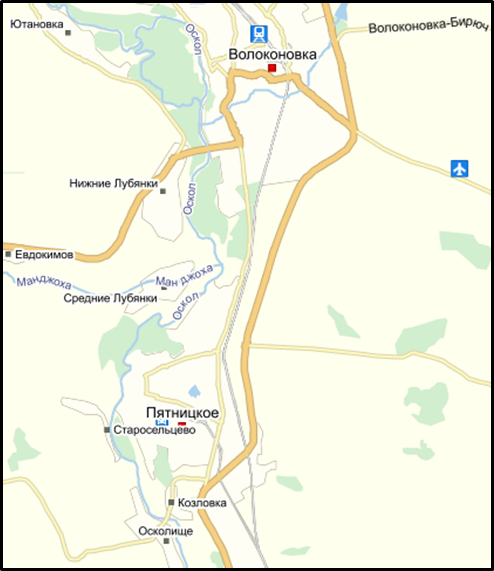 Ютановка
Оскол
Волоконовка
Волоконовка-Бирюч
Нижние Лубянки
Оскол
Евдокимов
Манджоха
Ман джоха
Средние Лубянки
Оскол
Пятницкое
Старосельцево
Козловка
Осколище